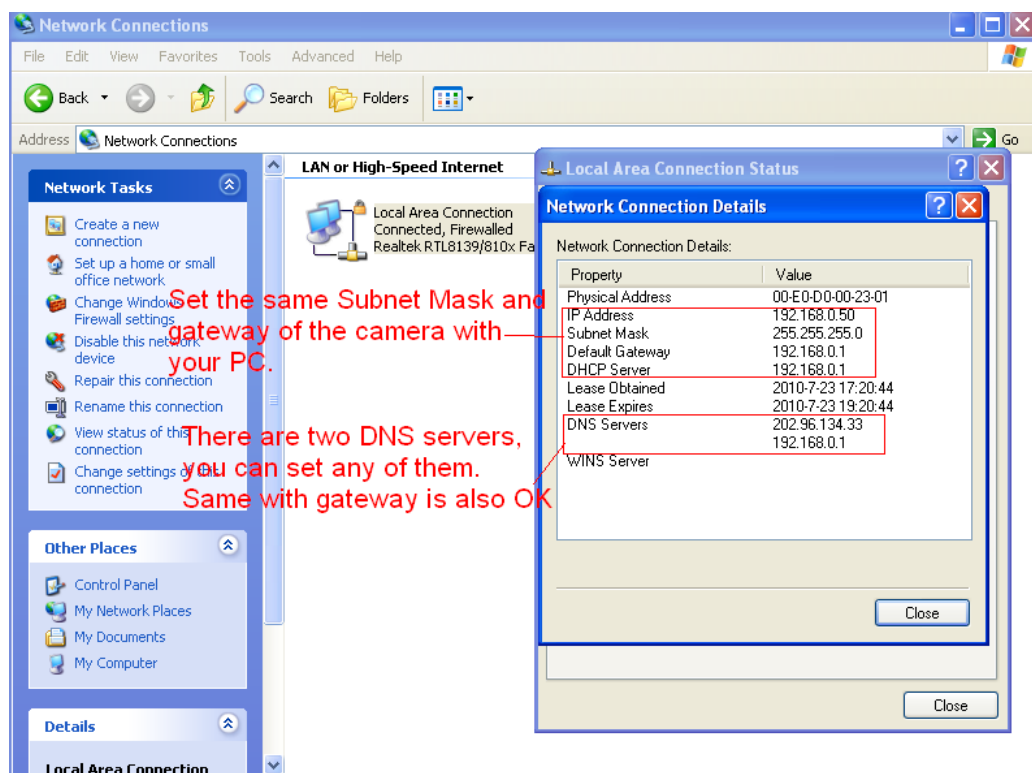 Network Connections
File Edit View Favorites Tools Advanced Help
Back Search Folders
Address Network Connections Go
Network Tasks
Create a new
connection
Set up a home or small
office network
Change Windows
Firewall settings
Disable this network
device
Repair this connection
Rename this connection
View status of this
connection
Change settings of this
connection
Other Places
Control Panel
My Network Places
My Documents
My Computer
Details
Local Area Connection
LAN or High-Speed Internet
Local Area Connection
Connected, Firewalled
Realtek RTL8139/810x Fa
Set the same Subnet Mask and
gateway of the camera with
your PC.
There are two DNS servers,
you can set any of them.
Same with gateway is also OK
Local Area Connection Status
Network Connection Details
Network Connection Details:
Property Value
Physical Address 00-E0-D0-00-23-01
IP Address 192.168.0.50
Subnet Mask 255.255.255.0
Default Gateway 192.168.0.1
DHCP Server 192.168.0.1
Lease Obtained 2010-7-23 17:20:44
Lease Expires 2010-7-23 19:20:44
DNS Servers 202.96.134.33
192.168.0.1
WINS Server
Close
Close